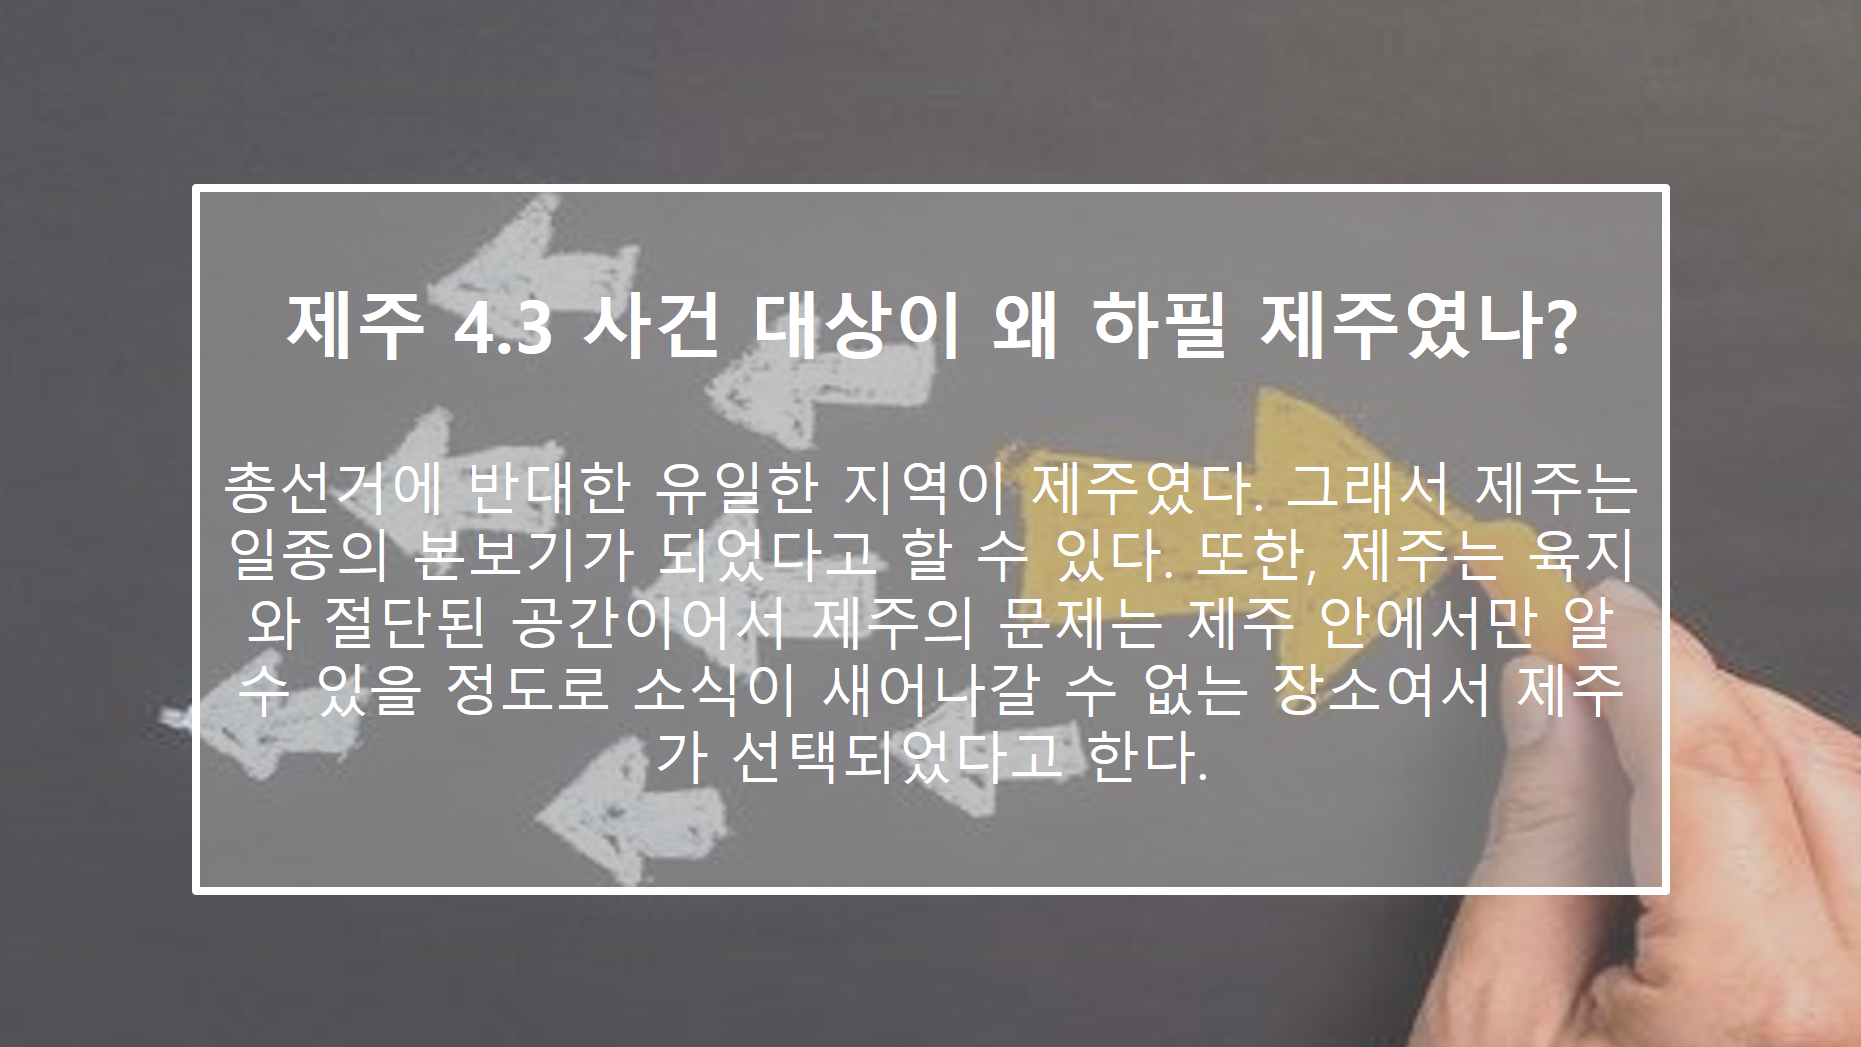 제주 4.3 사건 대상이 왜 하필 제주였나?
총선거에 반대한 유일한 지역이 제주였다. 그래서 제주는
일종의 본보기가 되었다고 할 수 있다. 또한, 제주는 육지
와 절단된 공간이어서 제주의 문제는 제주 안에서만 알
수 있을 정도로 소식이 새어나갈 수 없는 장소여서 제주
가 선택되었다고 한다.